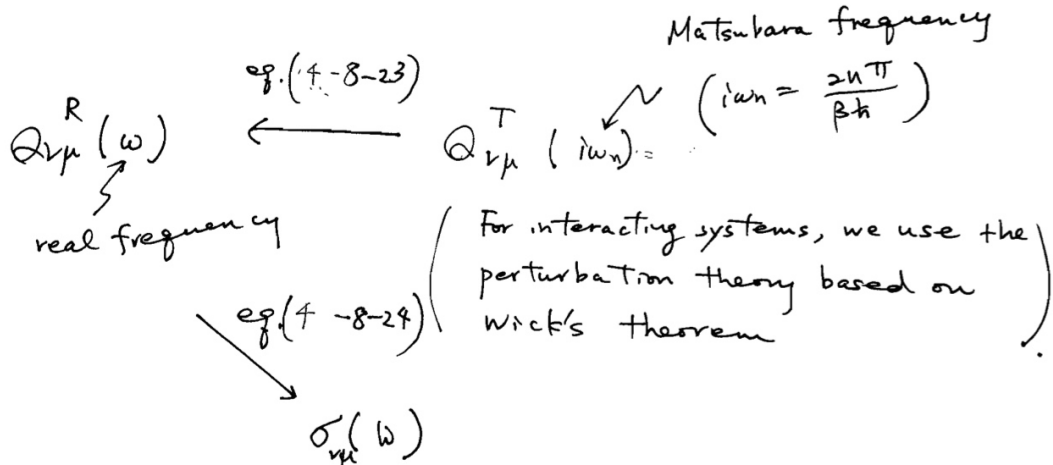 Matsubara frequency
eq.(4-8-23)
(iωn = 2nπ / βħ)
Q^R_νμ (ω) ← Q^T_νμ (iωn) =
real frequency
(For interacting systems, we use the
perturbation theory based on
Wick's theorem).
eq.(4-8-24)
σ_νμ(ω)